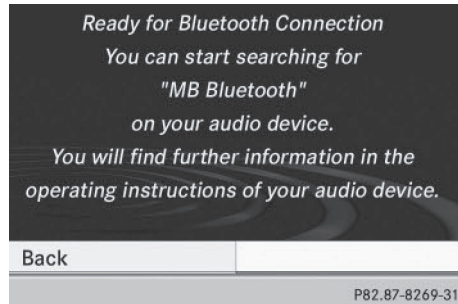 Ready for Bluetooth Connection
You can start searching for
"MB Bluetooth"
on your audio device.
You will find further information in the
operating instructions of your audio device.
Back
P82.87-8269-31